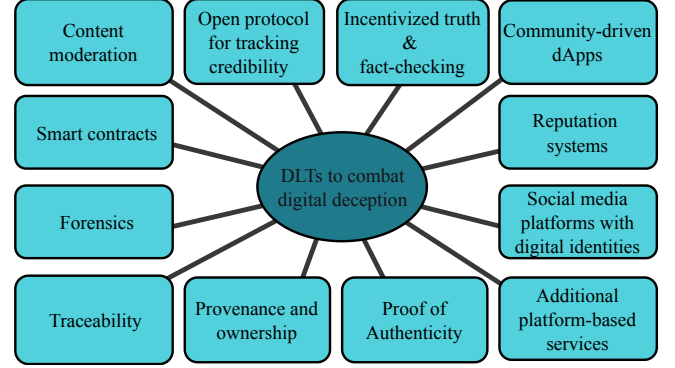 Content
moderation
Open protocol
for tracking
credibility
Incentivized truth
&
fact-checking
Community-driven
dApps
Smart contracts
Reputation
systems
DLTs to combat
digital deception
Forensics
Social media
platforms with
digital identities
Traceability
Provenance and
ownership
Proof of
Authenticity
Additional
platform-based
services